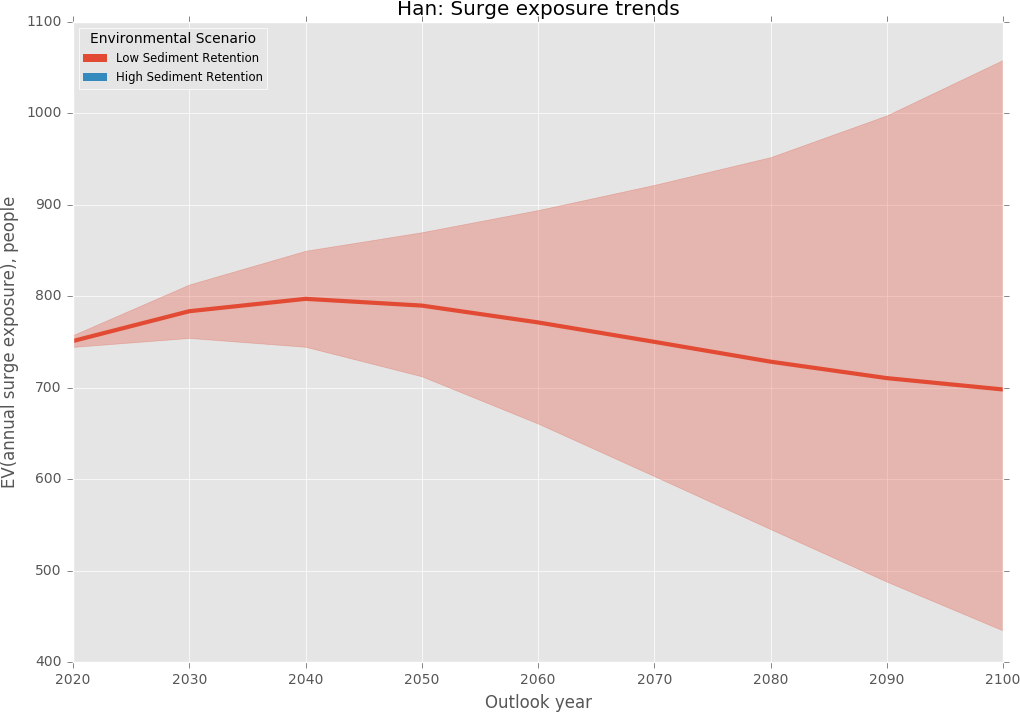 Han: Surge exposure trends
Environmental Scenario
Low Sediment Retention
High Sediment Retention
EV(annual surge exposure), people
1100
1000
900
800
700
600
500
400
2020 2030 2040 2050 2060 2070 2080 2090 2100
Outlook year